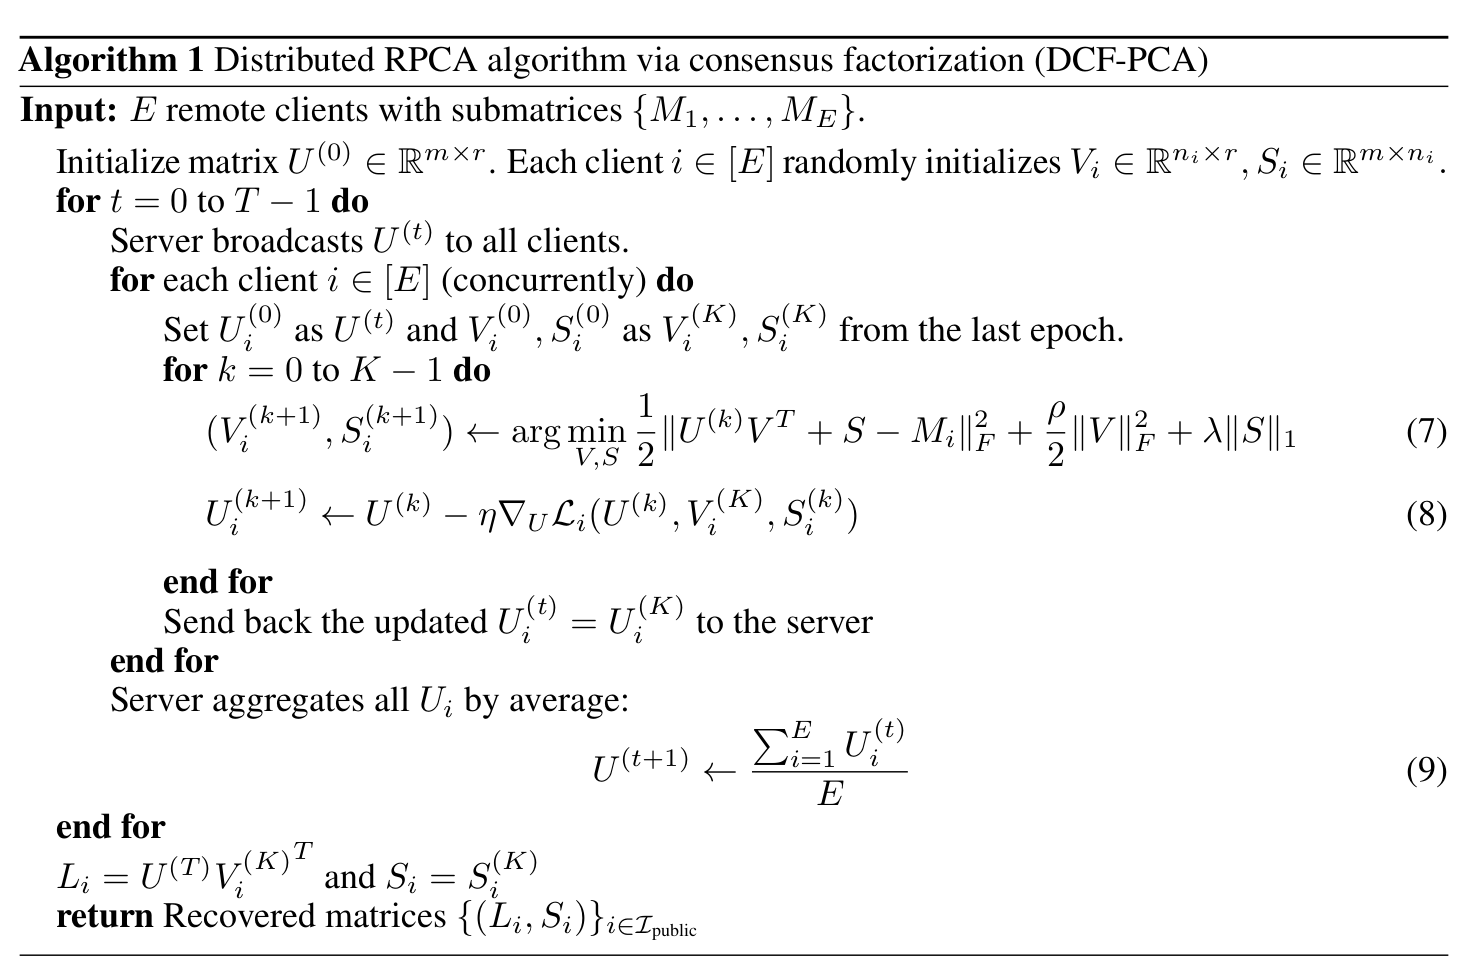 Algorithm 1 Distributed RPCA algorithm via consensus factorization (DCF-PCA)
Input: $E$ remote clients with submatrices $\{M_1, \ldots, M_E\}$.
Initialize matrix $U^{(0)} \in \mathbb{R}^{m \times r}$. Each client $i \in [E]$ randomly initializes $V_i \in \mathbb{R}^{n_i \times r}, S_i \in \mathbb{R}^{m \times n_i}$.
for $t = 0$ to $T - 1$ do
Server broadcasts $U^{(t)}$ to all clients.
for each client $i \in [E]$ (concurrently) do
Set $U_i^{(0)}$ as $U^{(t)}$ and $V_i^{(0)}, S_i^{(0)}$ as $V_i^{(K)}, S_i^{(K)}$ from the last epoch.
for $k = 0$ to $K - 1$ do
$(V_i^{(k+1)}, S_i^{(k+1)}) \leftarrow \arg\min_{V,S} \frac{1}{2} \| U^{(k)} V^T + S - M_i \|_F^2 + \frac{\rho}{2} \| V \|_F^2 + \lambda \| S \|_1$ (7)
$U_i^{(k+1)} \leftarrow U^{(k)} - \eta \nabla_U \mathcal{L}_i (U^{(k)}, V_i^{(K)}, S_i^{(k)})$ (8)
end for
Send back the updated $U_i^{(t)} = U_i^{(K)}$ to the server
end for
Server aggregates all $U_i$ by average:
$U^{(t+1)} \leftarrow \frac{\sum_{i=1}^{E} U_i^{(t)}}{E}$ (9)
end for
$L_i = U^{(T)} {V_i^{(K)}}^T$ and $S_i = S_i^{(K)}$
return Recovered matrices $\{(L_i, S_i)\}_{i \in \mathcal{I}_{\text{public}}}$